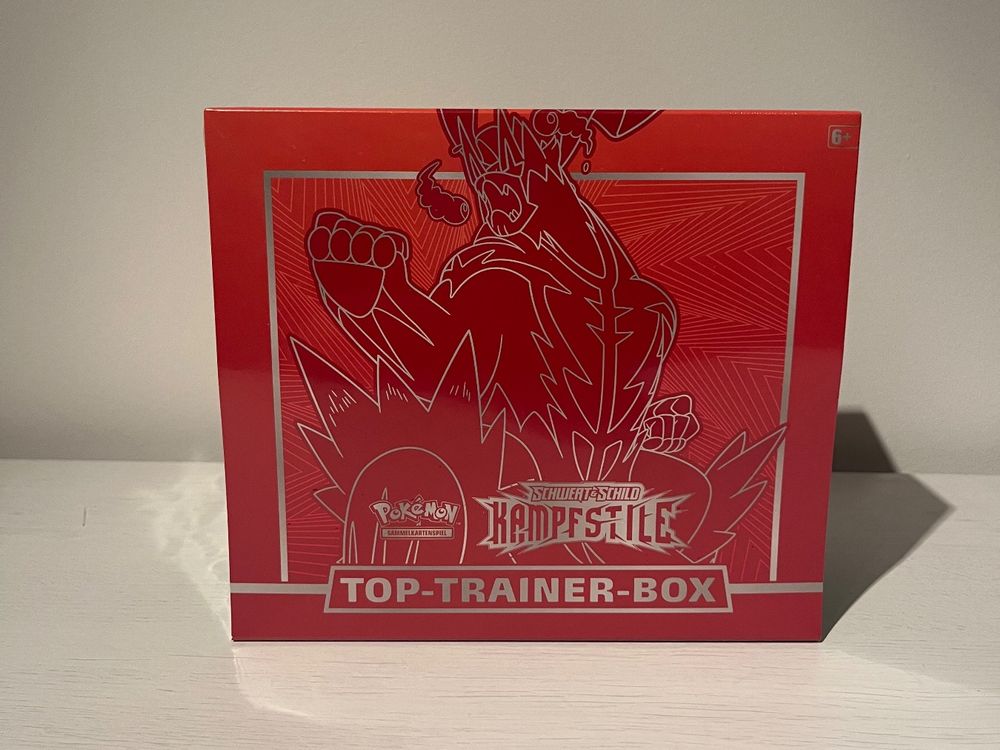 6+
SCHWERT & SCHILD
Pokémon
KAMPFSTILE
SAMMELKARTENSPIEL
TOP-TRAINER-BOX